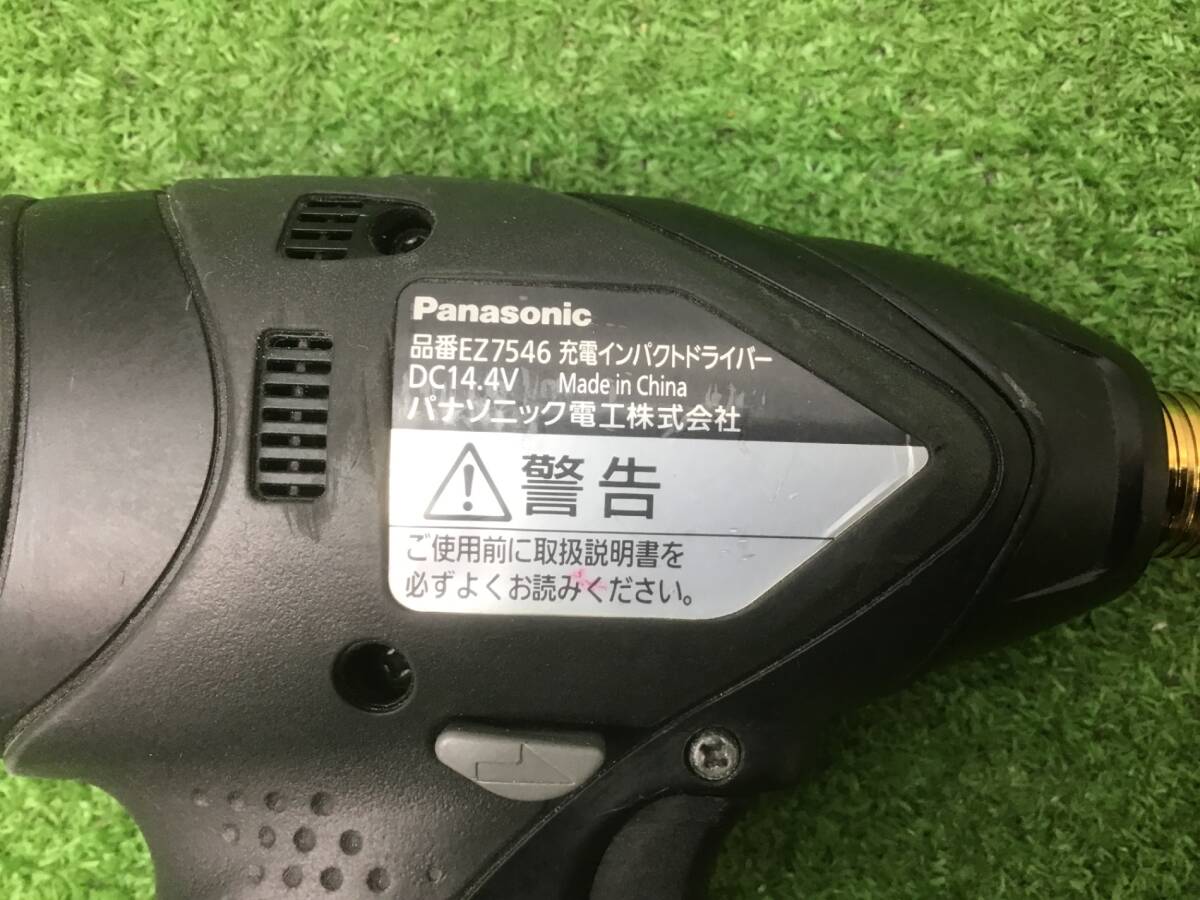 Panasonic
品番EZ7546 充電インパクトドライバー
DC14.4V Made in China
パナソニック電工株式会社
警告
ご使用前に取扱説明書を
必ずよくお読みください。